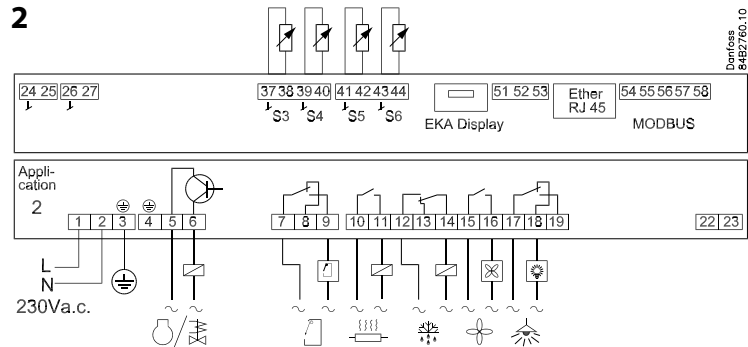 2
Danfoss
84B2760.10
24 25 26 27 37 38 39 40 41 42 43 44 51 52 53 Ether RJ 45 54 55 56 57 58
S3 S4 S5 S6
EKA Display
MODBUS
Appli-
cation
2
1 2 3 4 5 6 7 8 9 10 11 12 13 14 15 16 17 18 19 22 23
L
N
230Va.c.